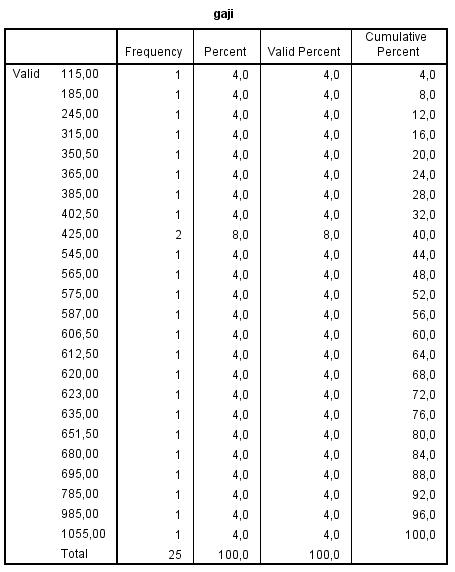 gaji
Cumulative
Frequency Percent Valid Percent Percent
Valid 115,00 1 4,0 4,0 4,0
185,00 1 4,0 4,0 8,0
245,00 1 4,0 4,0 12,0
315,00 1 4,0 4,0 16,0
350,50 1 4,0 4,0 20,0
365,00 1 4,0 4,0 24,0
385,00 1 4,0 4,0 28,0
402,50 1 4,0 4,0 32,0
425,00 2 8,0 8,0 40,0
545,00 1 4,0 4,0 44,0
565,00 1 4,0 4,0 48,0
575,00 1 4,0 4,0 52,0
587,00 1 4,0 4,0 56,0
606,50 1 4,0 4,0 60,0
612,50 1 4,0 4,0 64,0
620,00 1 4,0 4,0 68,0
623,00 1 4,0 4,0 72,0
635,00 1 4,0 4,0 76,0
651,50 1 4,0 4,0 80,0
680,00 1 4,0 4,0 84,0
695,00 1 4,0 4,0 88,0
785,00 1 4,0 4,0 92,0
985,00 1 4,0 4,0 96,0
1055,00 1 4,0 4,0 100,0
Total 25 100,0 100,0